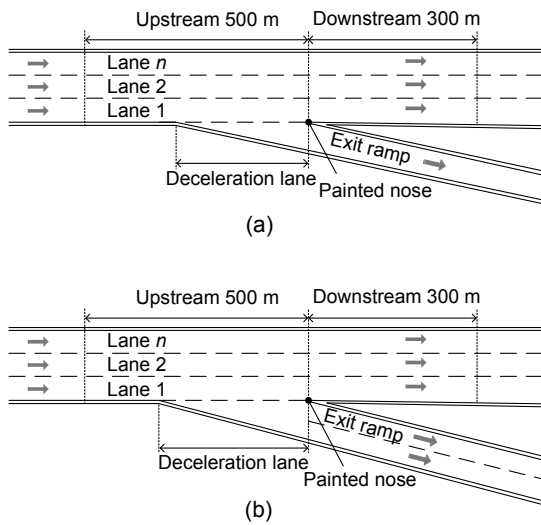 (a)
Upstream 500 m Downstream 300 m
Lane n
Lane 2
Lane 1
Exit ramp
Deceleration lane
Painted nose
(a)
Upstream 500 m Downstream 300 m
Lane n
Lane 2
Lane 1
Exit ramp
Deceleration lane
Painted nose
(b)